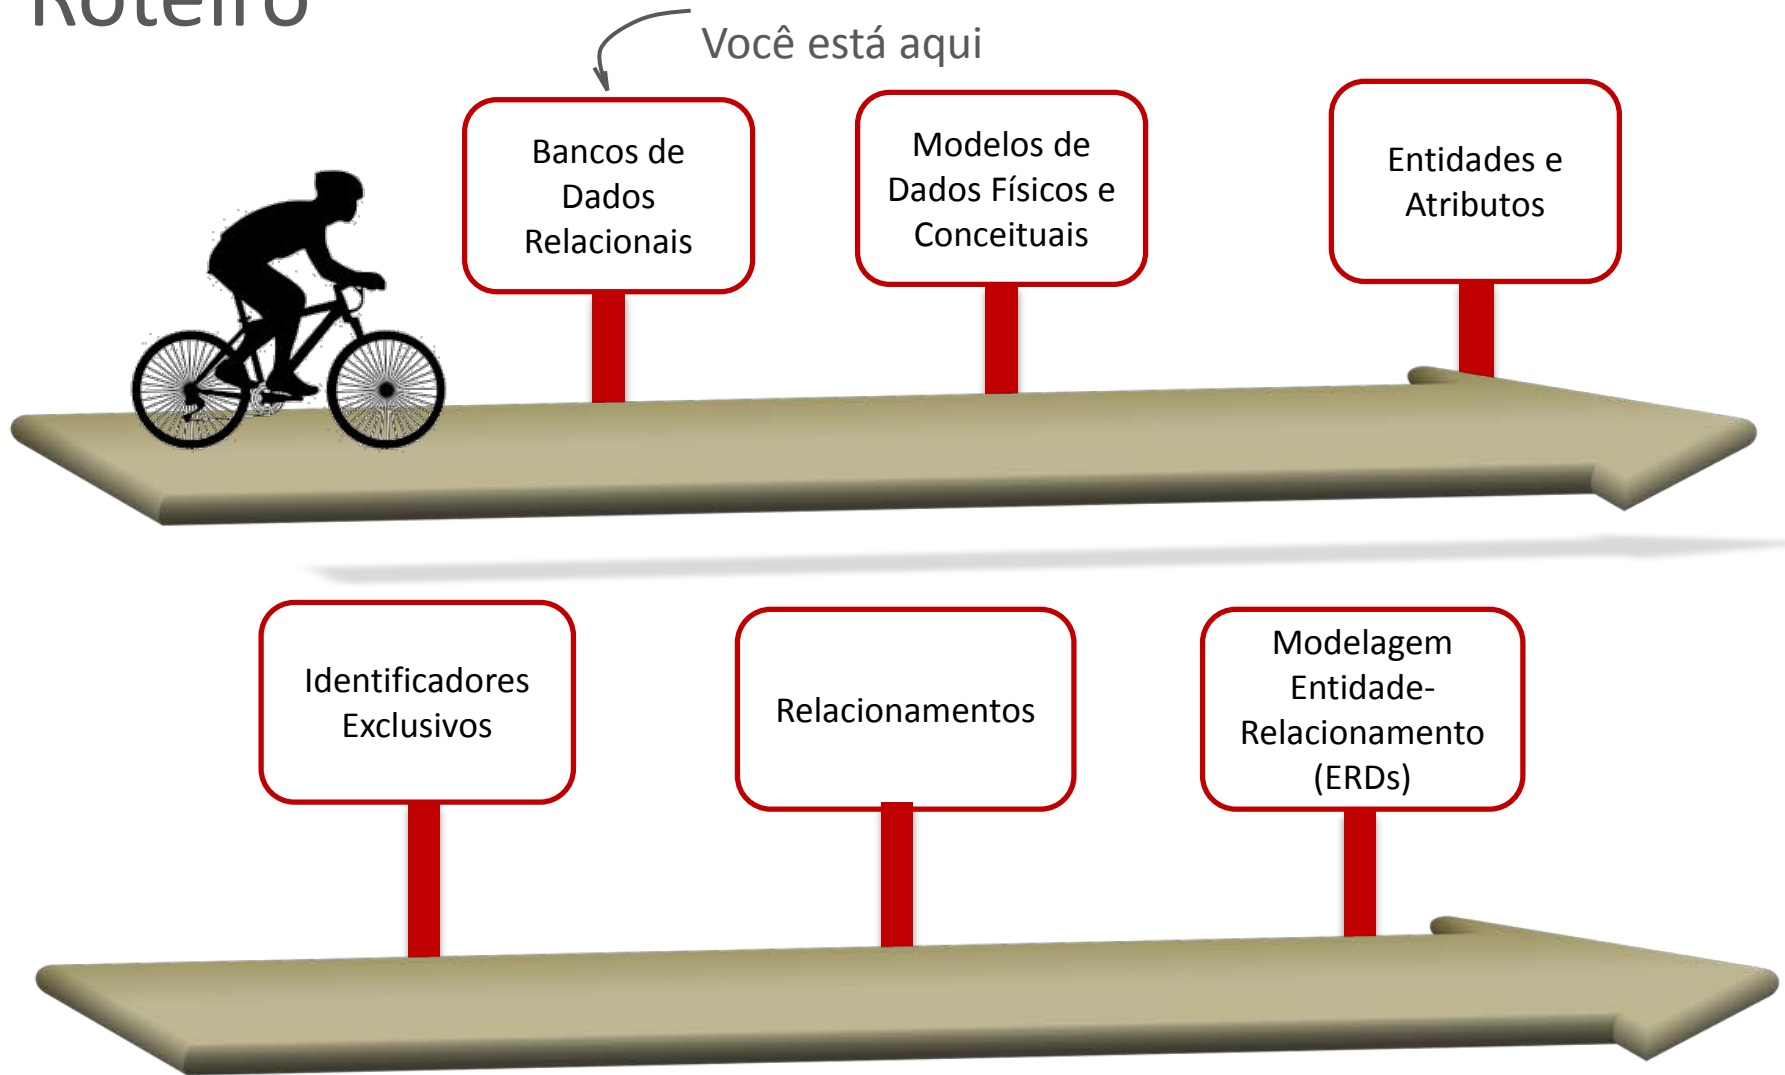 Roteiro
Você está aqui
Bancos de
Dados
Relacionais
Modelos de
Dados Físicos e
Conceituais
Entidades e
Atributos
Identificadores
Exclusivos
Relacionamentos
Modelagem
Entidade-
Relacionamento
(ERDs)